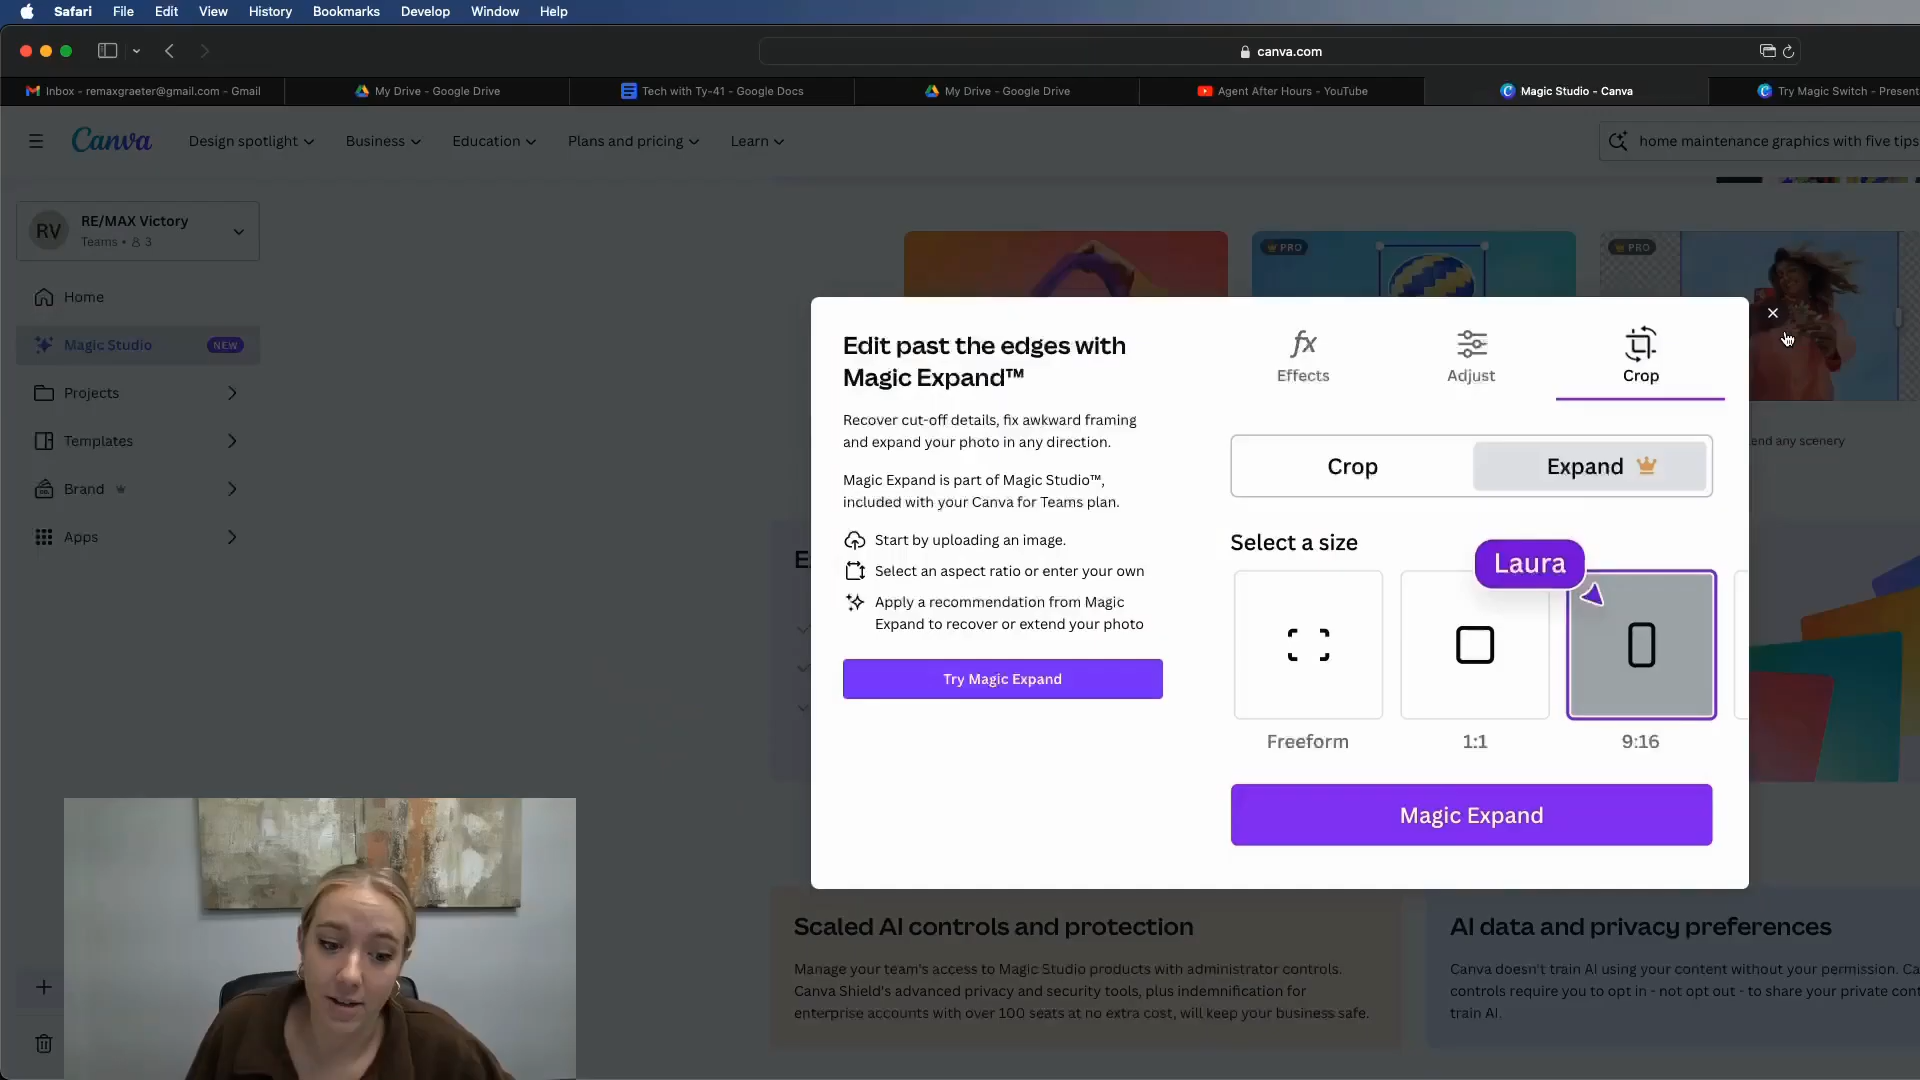 Safari File Edit View History Bookmarks Develop Window Help
canva.com
Inbox - remaxgraeter@gmail.com - Gmail
My Drive - Google Drive
Tech with Ty-41 - Google Docs
My Drive - Google Drive
Agent After Hours - YouTube
Magic Studio - Canva
Try Magic Switch - Present
Canva
Design spotlight
Business
Education
Plans and pricing
Learn
home maintenance graphics with five tips
RV
RE/MAX Victory
Teams • 3
Home
Magic Studio NEW
Projects
Templates
Brand
Apps
PRO
PRO
end any scenery
Edit past the edges with
Magic Expand™
Recover cut-off details, fix awkward framing
and expand your photo in any direction.
Magic Expand is part of Magic Studio™,
included with your Canva for Teams plan.
Start by uploading an image.
Select an aspect ratio or enter your own
Apply a recommendation from Magic
Expand to recover or extend your photo
Try Magic Expand
fx
Effects
Adjust
Crop
Crop
Expand
Select a size
Laura
Freeform
1:1
9:16
Magic Expand
Scaled AI controls and protection
Manage your team's access to Magic Studio products with administrator controls.
Canva Shield's advanced privacy and security tools, plus indemnification for
enterprise accounts with over 100 seats at no extra cost, will keep your business safe.
AI data and privacy preferences
Canva doesn't train AI using your content without your permission. Ca
controls require you to opt in - not opt out - to share your private cont
train AI.